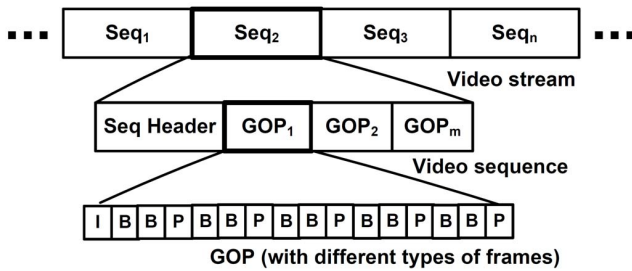 ... Seq₁ Seq₂ Seq₃ Seqₙ ...
Video stream
Seq Header GOP₁ GOP₂ GOPₘ
Video sequence
I B B P B B P B B P B B P B B P
GOP (with different types of frames)